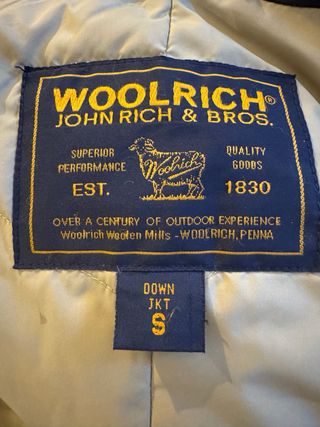 WOOLRICH®
JOHN RICH & BROS.
SUPERIOR PERFORMANCE
QUALITY GOODS
Woolrich
EST. 1830
OVER A CENTURY OF OUTDOOR EXPERIENCE
Woolrich Woolen Mills - WOOLRICH, PENNA
DOWN
JKT
S